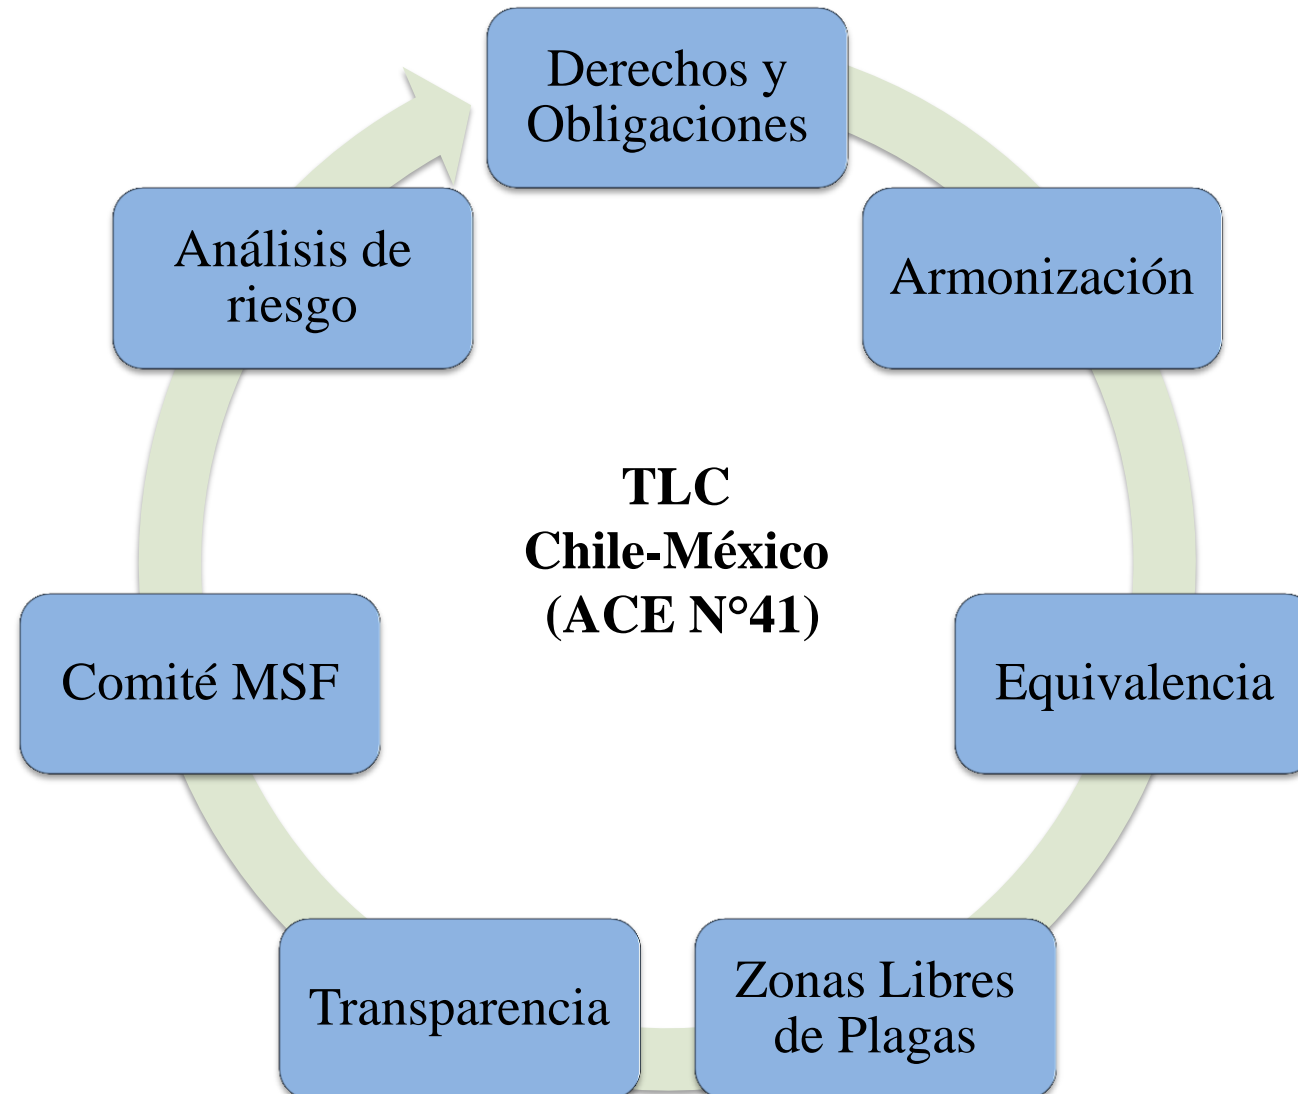 Derechos y
Obligaciones
Armonización
Equivalencia
Zonas Libres
de Plagas
Transparencia
Comité MSF
Análisis de
riesgo
TLC
Chile-México
(ACE N°41)